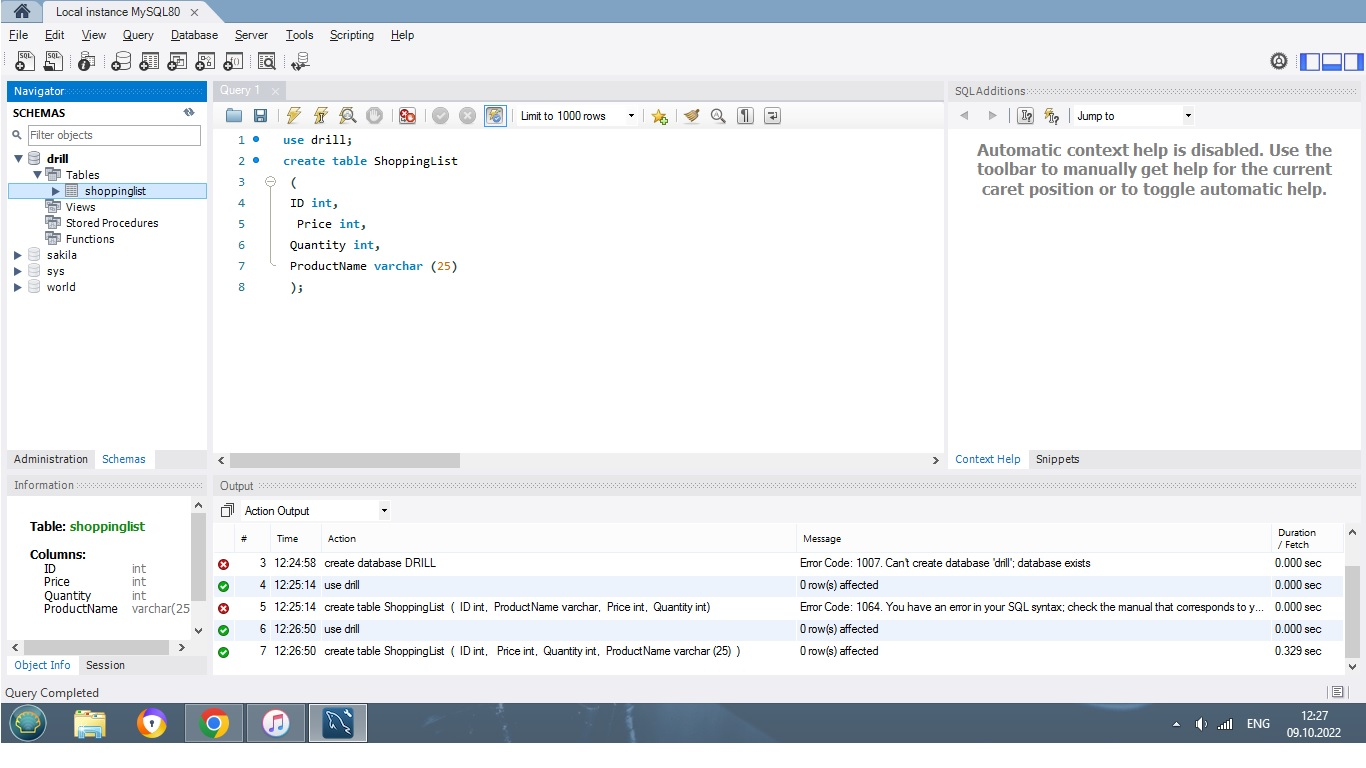 Local instance MySQL80
File Edit View Query Database Server Tools Scripting Help
Navigator
SCHEMAS
Filter objects
drill
Tables
shoppinglist
Views
Stored Procedures
Functions
sakila
sys
world
Administration Schemas
Information
Table: shoppinglist
Columns:
ID int
Price int
Quantity int
ProductName varchar(25
Object Info Session
Query 1
Limit to 1000 rows
1 use drill;
2 create table ShoppingList
3 (
4 ID int,
5 Price int,
6 Quantity int,
7 ProductName varchar (25)
8 );
SQLAdditions
Jump to
Automatic context help is disabled. Use the
toolbar to manually get help for the current
caret position or to toggle automatic help.
Context Help Snippets
Output
Action Output
# Time Action Message Duration / Fetch
3 12:24:58 create database DRILL Error Code: 1007. Can't create database 'drill'; database exists 0.000 sec
4 12:25:14 use drill 0 row(s) affected 0.000 sec
5 12:25:14 create table ShoppingList ( ID int, ProductName varchar, Price int, Quantity int) Error Code: 1064. You have an error in your SQL syntax; check the manual that corresponds to y... 0.000 sec
6 12:26:50 use drill 0 row(s) affected 0.000 sec
7 12:26:50 create table ShoppingList ( ID int, Price int, Quantity int, ProductName varchar (25) ) 0 row(s) affected 0.329 sec
Query Completed
ENG
12:27
09.10.2022